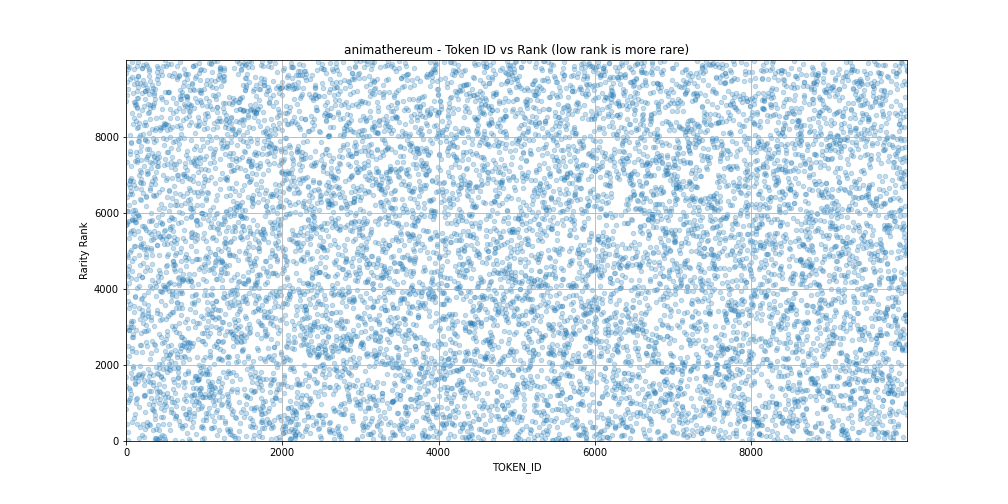 animathereum - Token ID vs Rank (low rank is more rare)
Rarity Rank
8000
6000
4000
2000
0
0 2000 4000 6000 8000
TOKEN_ID